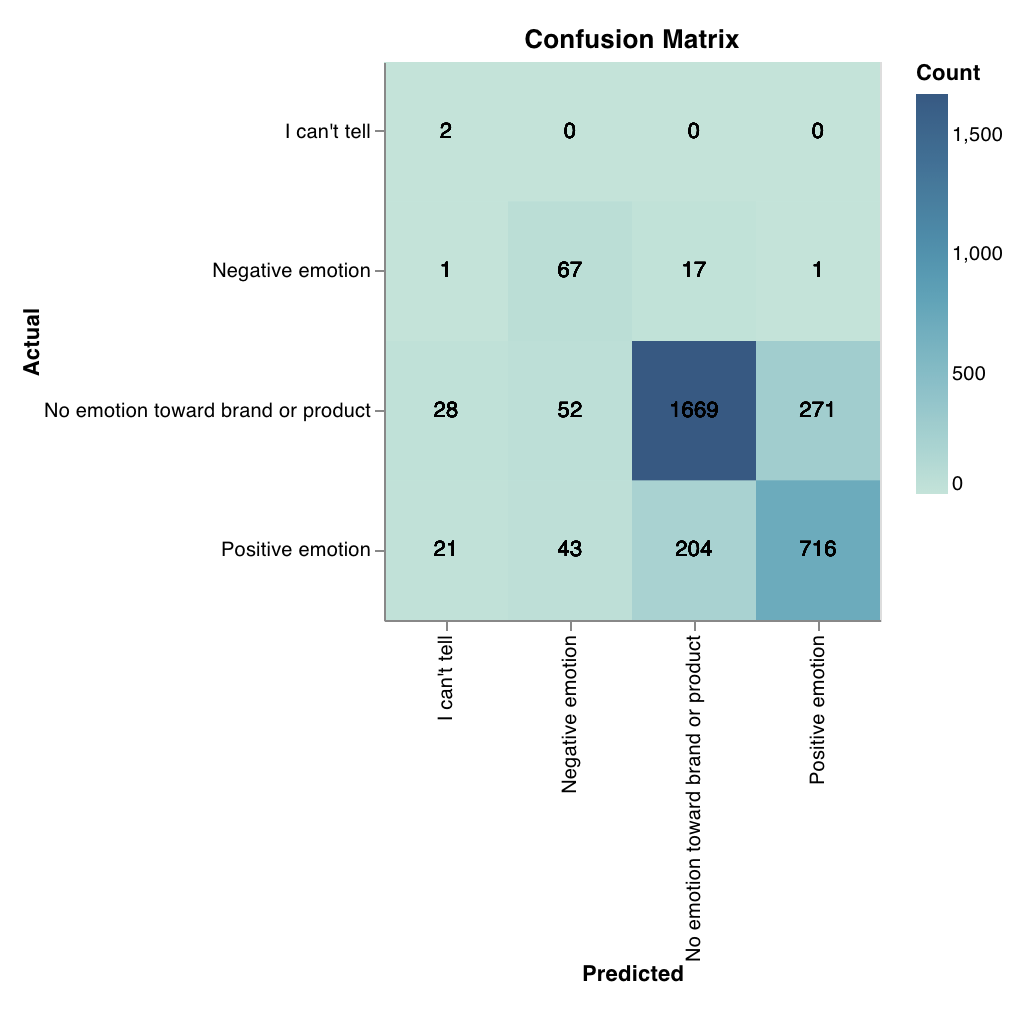 Confusion Matrix
Count
I can't tell
2 0 0 0
1,500
Negative emotion
1 67 17 1
1,000
Actual
500
No emotion toward brand or product
28 52 1669 271
0
Positive emotion
21 43 204 716
I can't tell
Negative emotion
No emotion toward brand or product
Positive emotion
Predicted